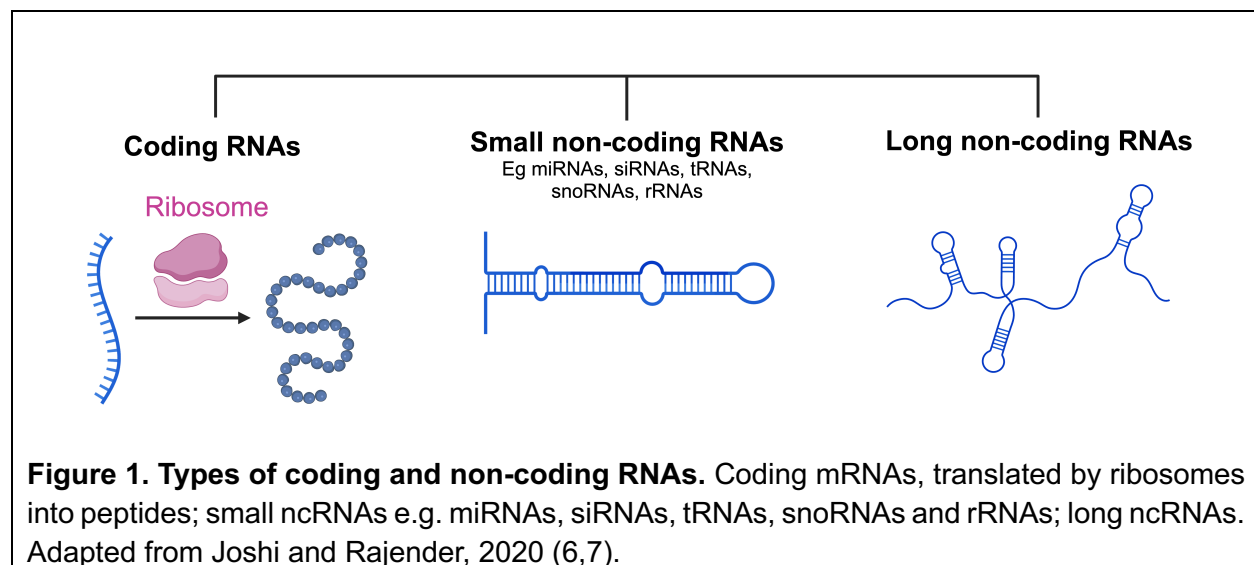 Coding RNAs
Small non-coding RNAs
Eg miRNAs, siRNAs, tRNAs,
snoRNAs, rRNAs
Long non-coding RNAs
Ribosome
Figure 1. Types of coding and non-coding RNAs. Coding mRNAs, translated by ribosomes
into peptides; small ncRNAs e.g. miRNAs, siRNAs, tRNAs, snoRNAs and rRNAs; long ncRNAs.
Adapted from Joshi and Rajender, 2020 (6,7).